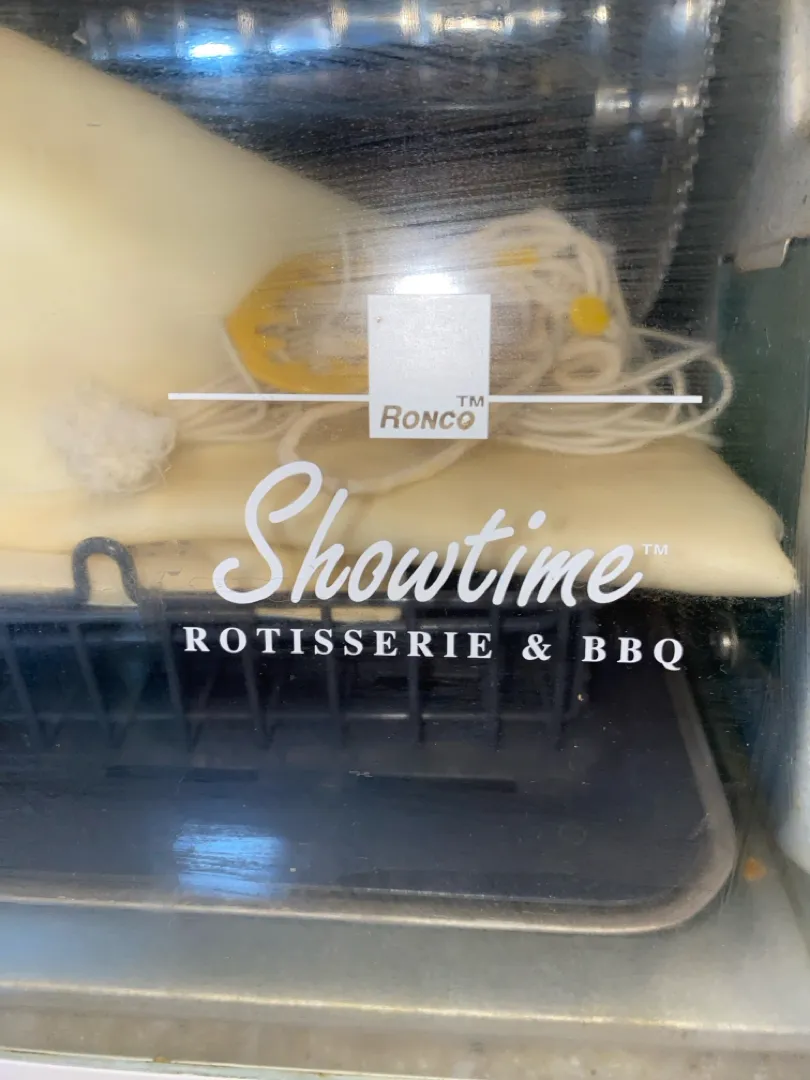 RONCO™
Showtime™
ROTISSERIE & BBQ